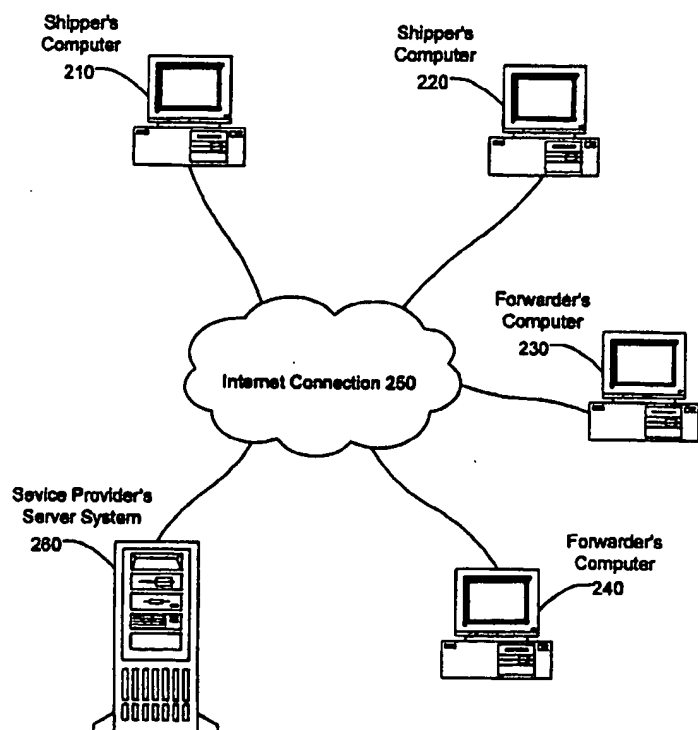 Shipper's
Computer
210
Shipper's
Computer
220
Forwarder's
Computer
230
Internet Connection 250
Sevice Provider's
Server System
260
Forwarder's
Computer
240